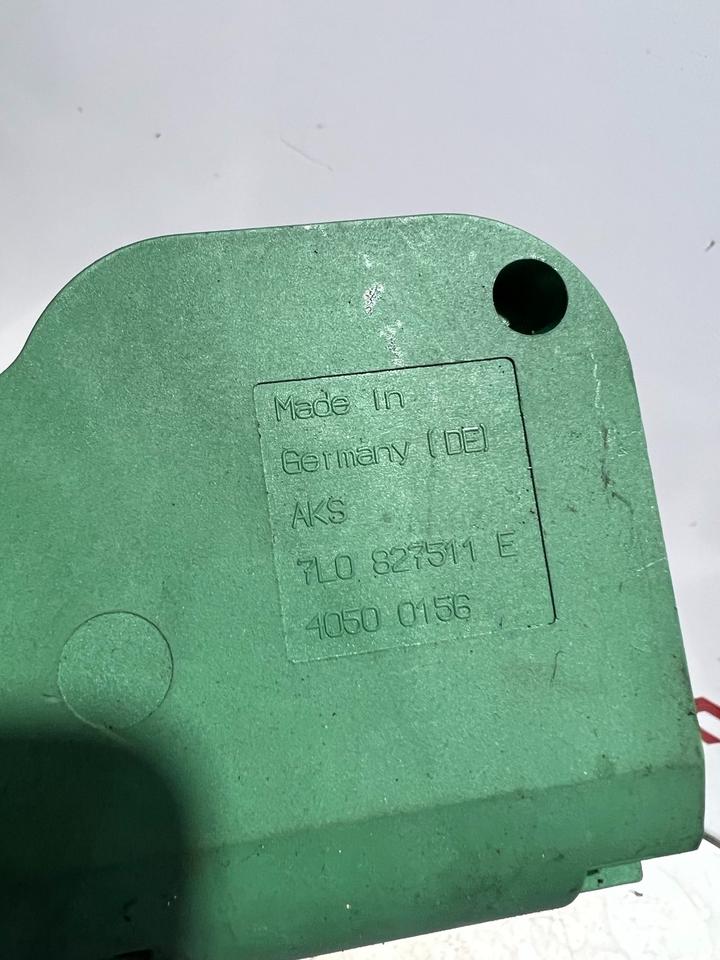 Made in
Germany (DE)
AKS
7L0 827511 E
4050 0156